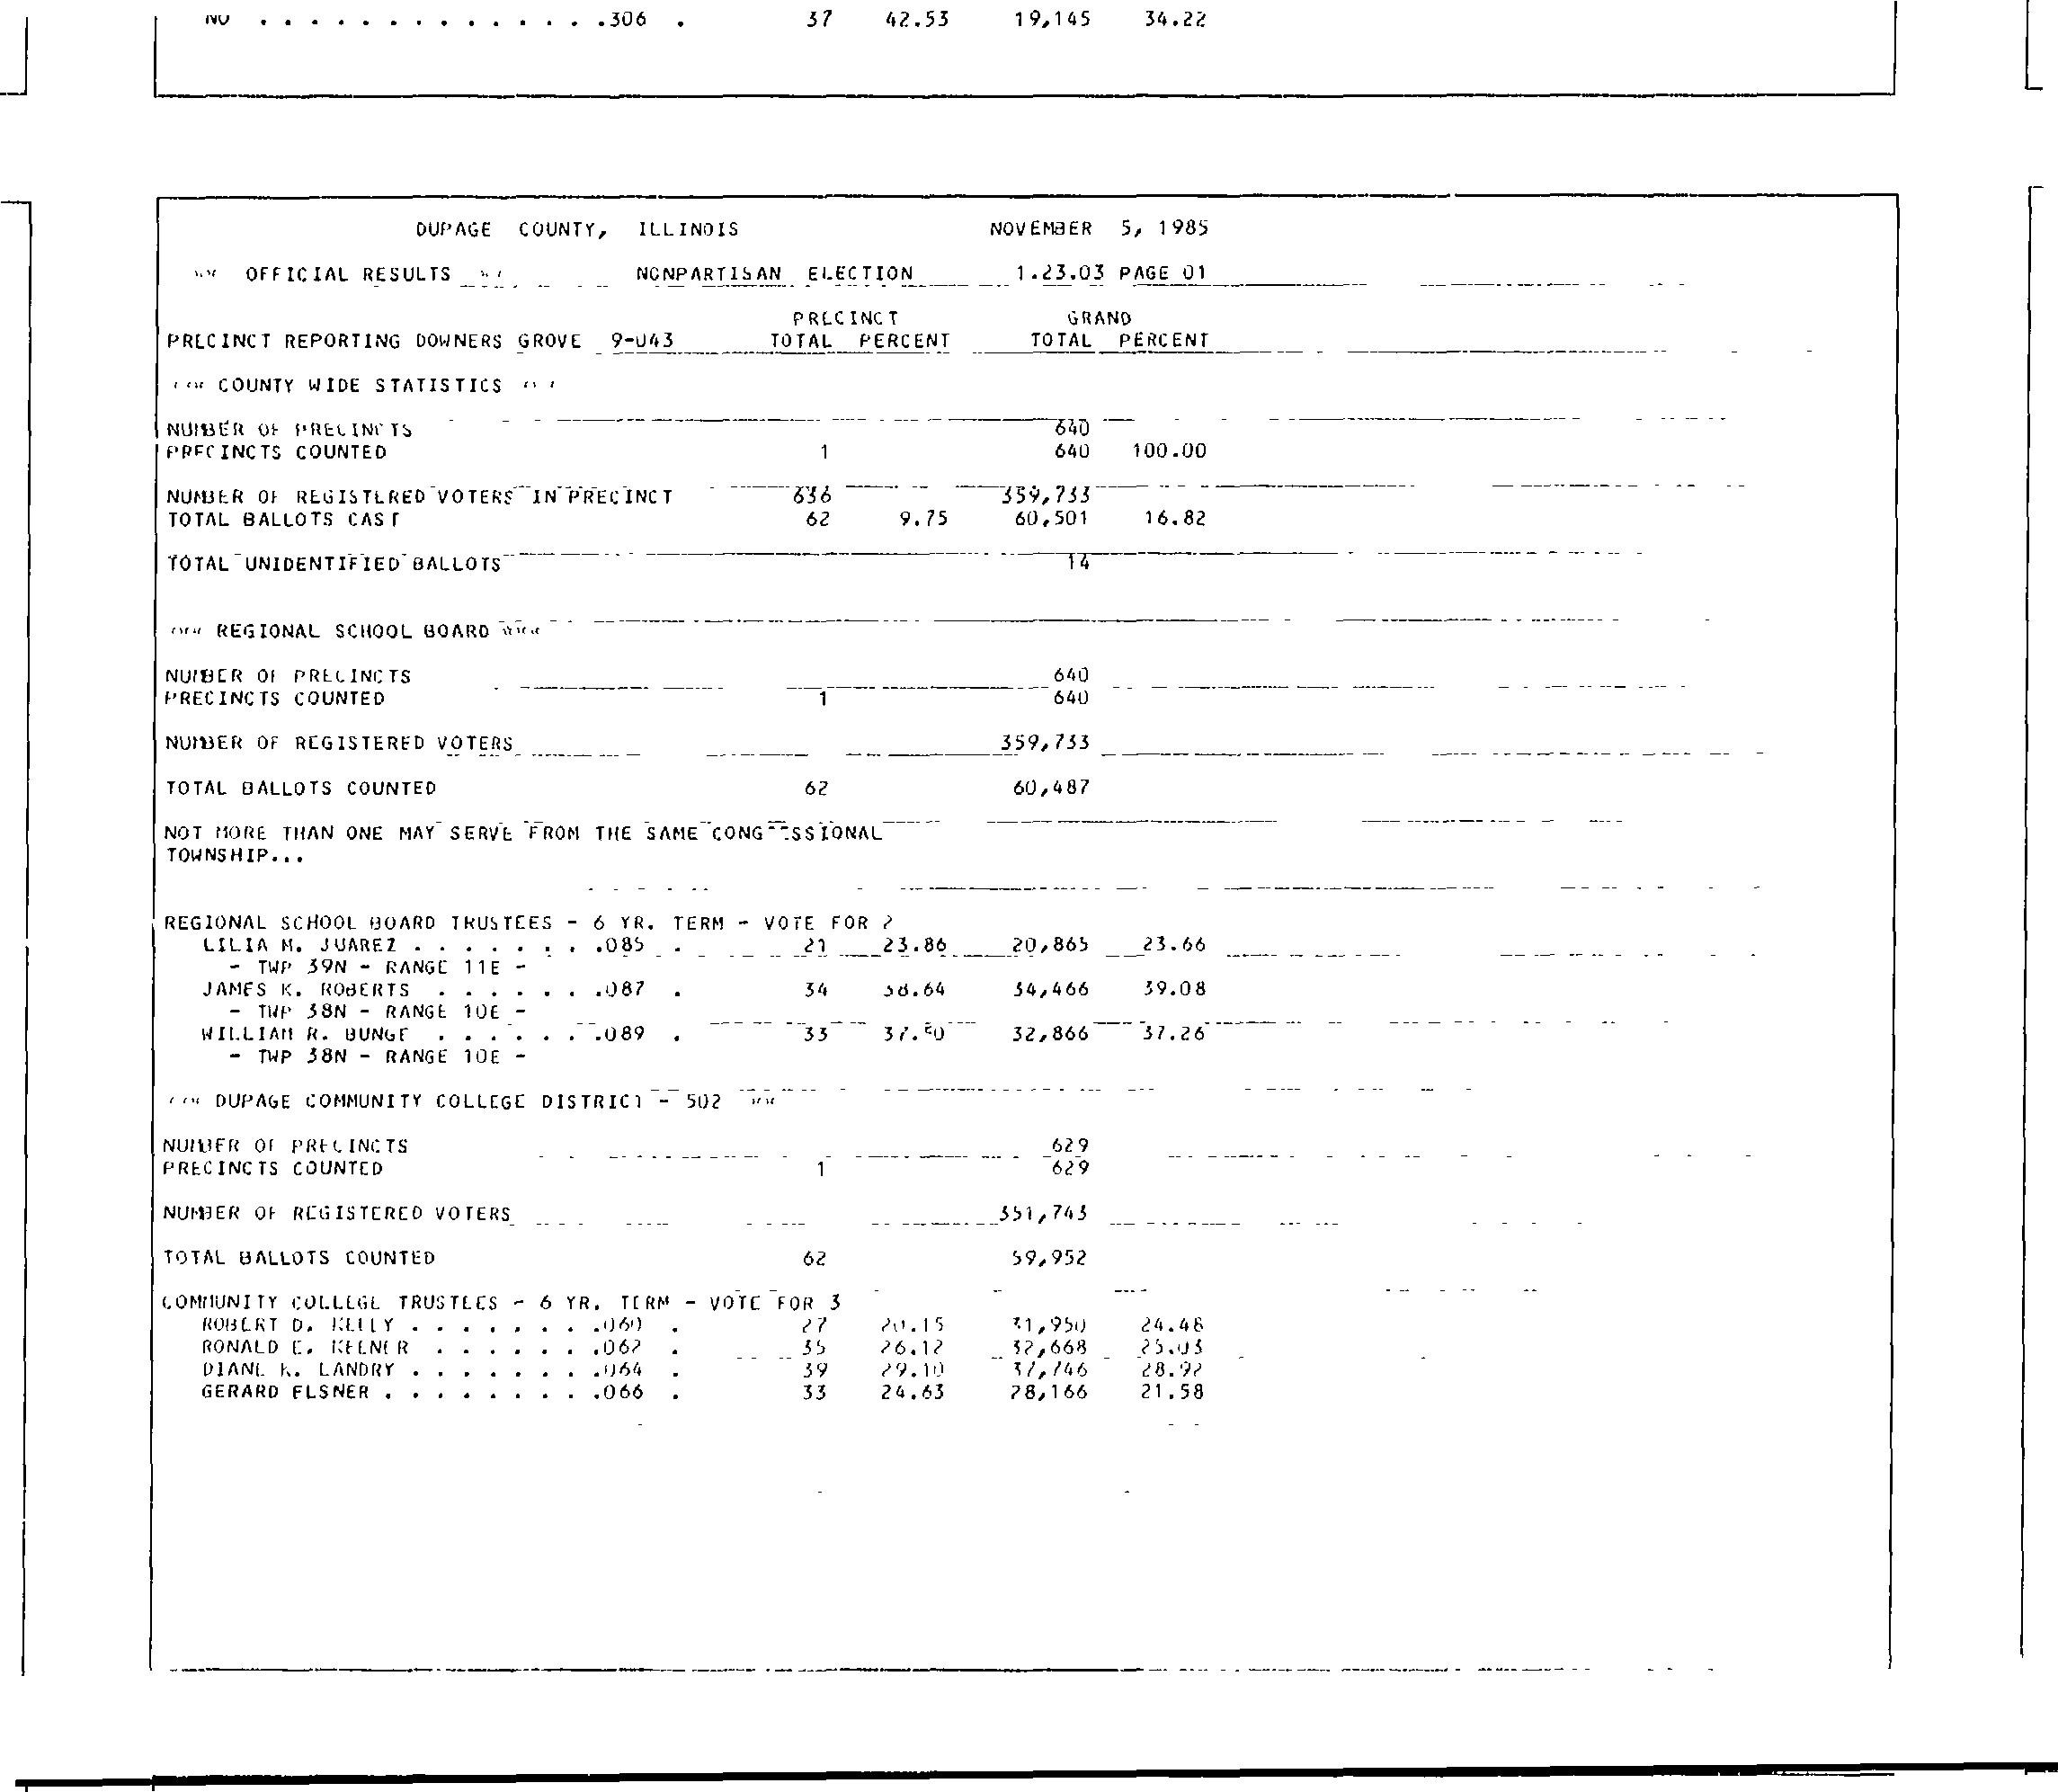 NO . . . . . . . . . . . . . .306 . 37 42.53 19,145 34.22
DUPAGE COUNTY, ILLINOIS NOVEMBER 5, 1985
OFFICIAL RESULTS NONPARTISAN ELECTION 1.23.03 PAGE 01
PRECINCT GRAND
PRECINCT REPORTING DOWNERS GROVE 9-043 TOTAL PERCENT TOTAL PERCENT
COUNTY WIDE STATISTICS
NUMBER OF PRECINCTS 640
PRECINCTS COUNTED 1 640 100.00
NUMBER OF REGISTERED VOTERS IN PRECINCT 636 359,733
TOTAL BALLOTS CAST 62 9.75 60,501 16.82
TOTAL UNIDENTIFIED BALLOTS 14
REGIONAL SCHOOL BOARD
NUMBER OF PRECINCTS 640
PRECINCTS COUNTED 1 640
NUMBER OF REGISTERED VOTERS 359,733
TOTAL BALLOTS COUNTED 62 60,487
NOT MORE THAN ONE MAY SERVE FROM THE SAME CONGRESSIONAL
TOWNSHIP...
REGIONAL SCHOOL BOARD TRUSTEES - 6 YR. TERM - VOTE FOR 2
LILIA M. JUAREZ . . . . . . . .085 . 21 23.86 20,865 23.66
- TWP 39N - RANGE 11E -
JAMES K. ROBERTS . . . . . . .087 . 34 38.64 34,466 39.08
- TWP 38N - RANGE 10E -
WILLIAM R. BUNGE . . . . . . .089 . 33 37.50 32,866 37.26
- TWP 38N - RANGE 10E -
DUPAGE COMMUNITY COLLEGE DISTRICT - 502
NUMBER OF PRECINCTS 629
PRECINCTS COUNTED 1 629
NUMBER OF REGISTERED VOTERS 351,743
TOTAL BALLOTS COUNTED 62 59,952
COMMUNITY COLLEGE TRUSTEES - 6 YR. TERM - VOTE FOR 3
ROBERT D. KELLY . . . . . . . .060 . 27 20.15 31,950 24.48
RONALD E. KEENER . . . . . . .062 . 35 26.12 32,668 25.03
DIANE K. LANDRY . . . . . . . .064 . 39 29.10 37,746 28.92
GERARD ELSNER . . . . . . . . .066 . 33 24.63 28,166 21.58